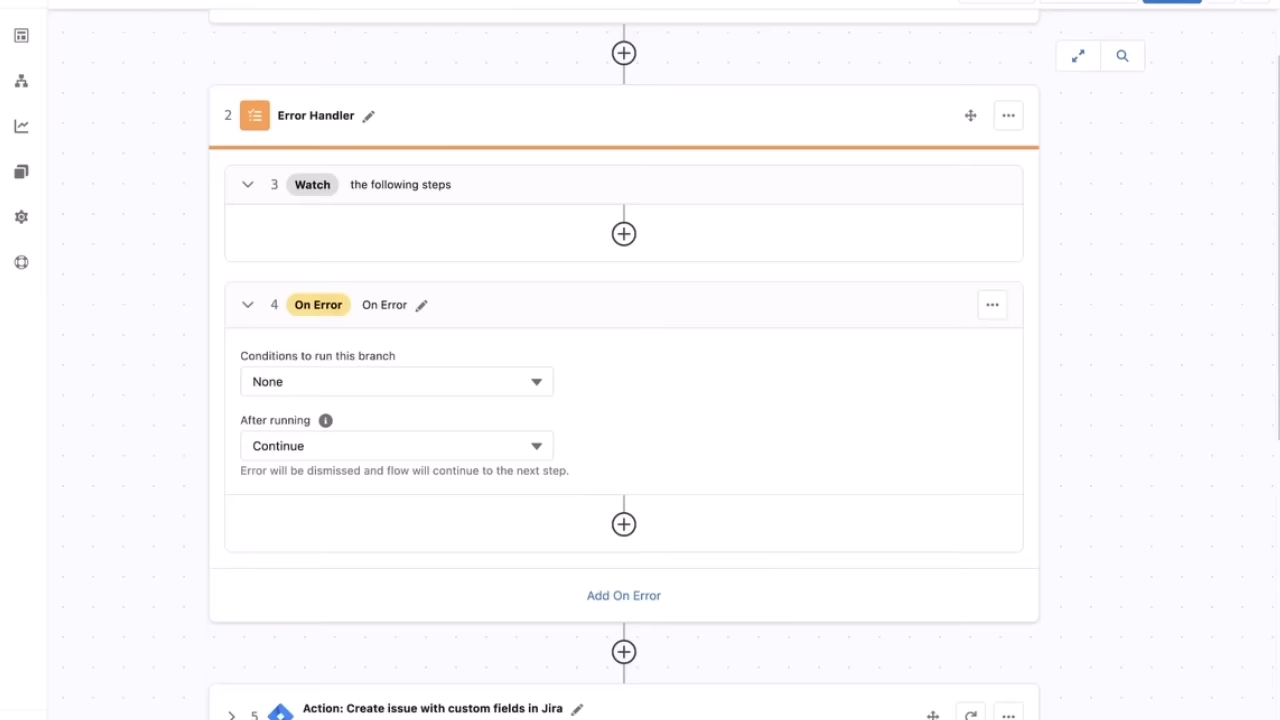 2 Error Handler
3 Watch the following steps
4 On Error On Error
Conditions to run this branch
None
After running
Continue
Error will be dismissed and flow will continue to the next step.
Add On Error
5 Action: Create issue with custom fields in Jira